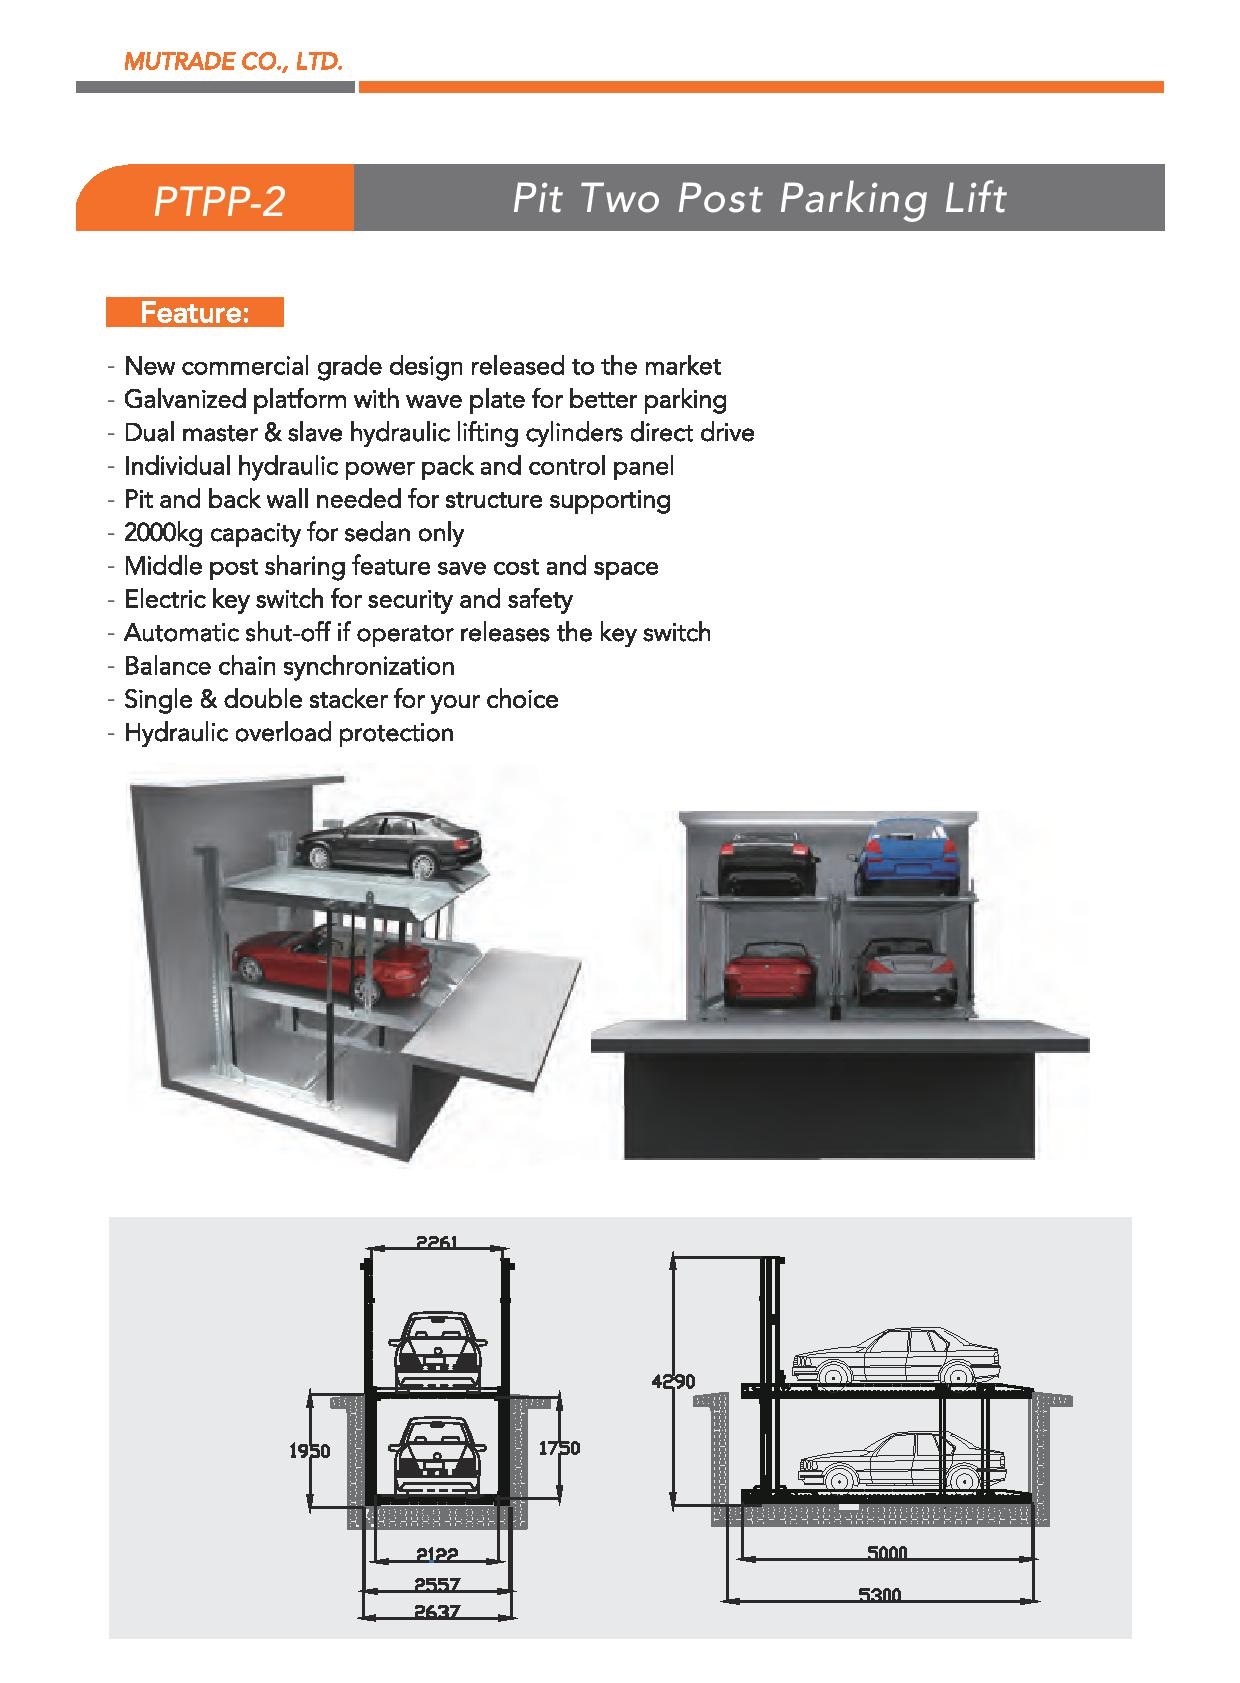 MUTRADE CO., LTD.
PTPP-2
Pit Two Post Parking Lift
Feature:
- New commercial grade design released to the market
- Galvanized platform with wave plate for better parking
- Dual master & slave hydraulic lifting cylinders direct drive
- Individual hydraulic power pack and control panel
- Pit and back wall needed for structure supporting
- 2000kg capacity for sedan only
- Middle post sharing feature save cost and space
- Electric key switch for security and safety
- Automatic shut-off if operator releases the key switch
- Balance chain synchronization
- Single & double stacker for your choice
- Hydraulic overload protection
2261
1950
1750
2122
2557
2637
4290
5000
5300